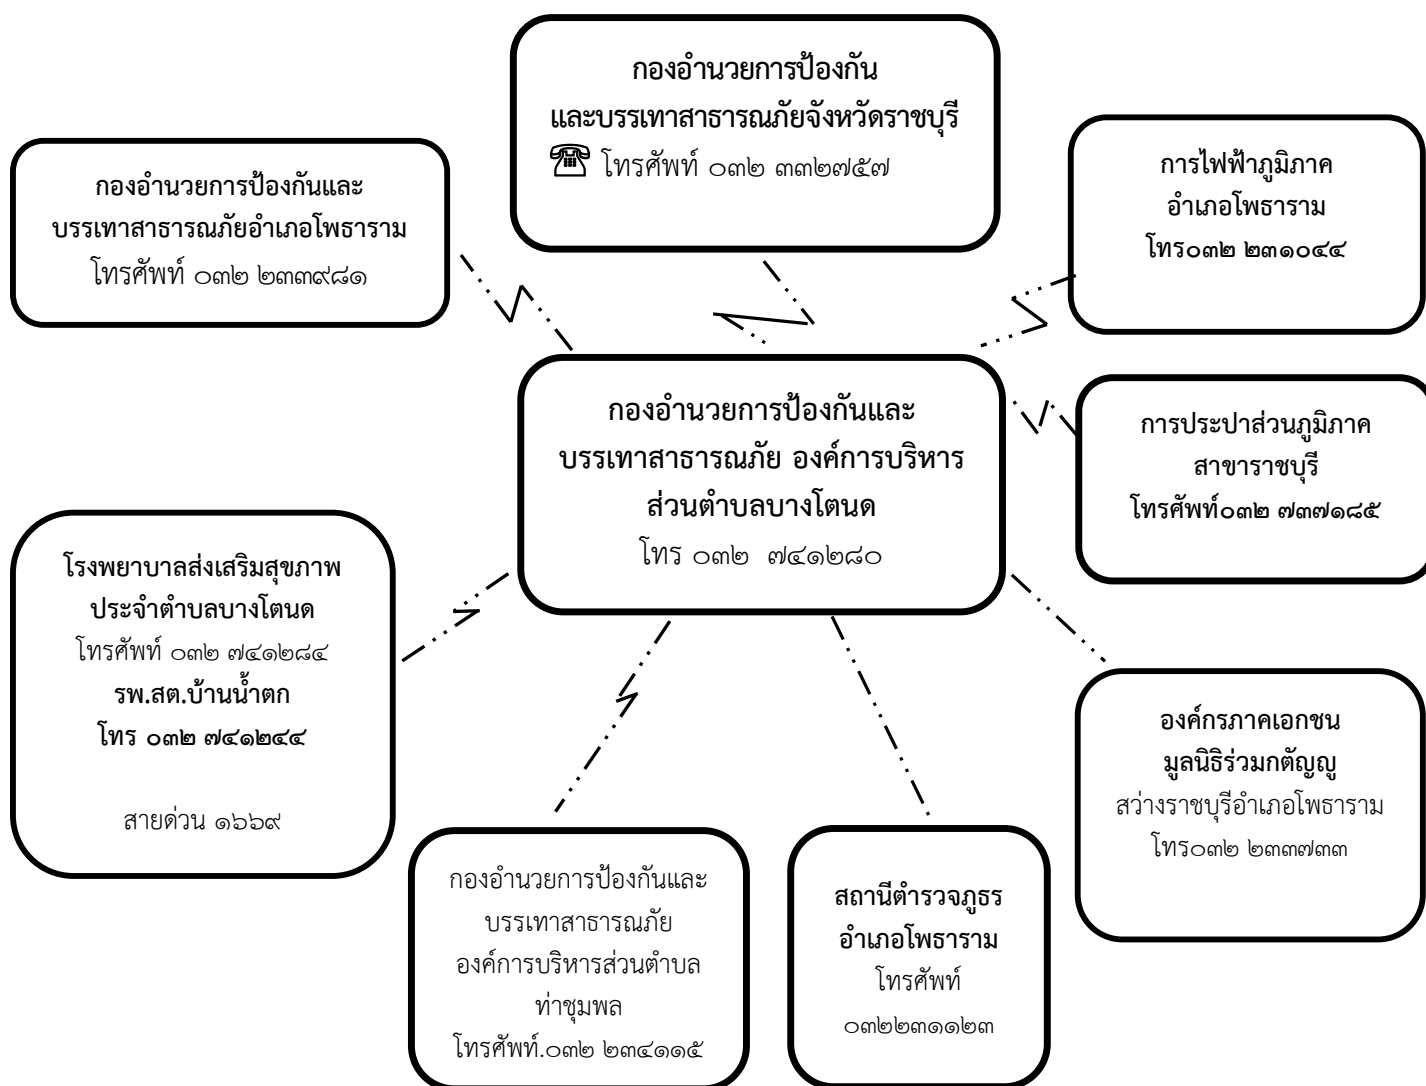 กองอำนวยการป้องกัน
และบรรเทาสาธารณภัยจังหวัดราชบุรี
☎ โทรศัพท์ ๐๓๒ ๓๓๒๗๕๗
กองอำนวยการป้องกันและ
บรรเทาสาธารณภัยอำเภอโพธาราม
โทรศัพท์ ๐๓๒ ๒๓๓๙๘๑
การไฟฟ้าภูมิภาค
อำเภอโพธาราม
โทร๐๓๒ ๒๓๑๐๔๔
กองอำนวยการป้องกันและ
บรรเทาสาธารณภัย องค์การบริหาร
ส่วนตำบลบางโตนด
โทร ๐๓๒  ๗๔๑๒๘๐
การประปาส่วนภูมิภาค
สาขาราชบุรี
โทรศัพท์๐๓๒ ๗๓๗๑๘๕
โรงพยาบาลส่งเสริมสุขภาพ
ประจำตำบลบางโตนด
โทรศัพท์ ๐๓๒ ๗๔๑๒๘๔
รพ.สต.บ้านน้ำตก
โทร ๐๓๒ ๗๔๑๒๔๔
สายด่วน ๑๖๖๙
องค์กรภาคเอกชน
มูลนิธิร่วมกตัญญู
สว่างราชบุรีอำเภอโพธาราม
โทร๐๓๒ ๒๓๓๗๓๓
กองอำนวยการป้องกันและ
บรรเทาสาธารณภัย
องค์การบริหารส่วนตำบล
ท่าชุมพล
โทรศัพท์.๐๓๒ ๒๓๔๑๑๕
สถานีตำรวจภูธร
อำเภอโพธาราม
โทรศัพท์
๐๓๒๒๓๑๑๒๓